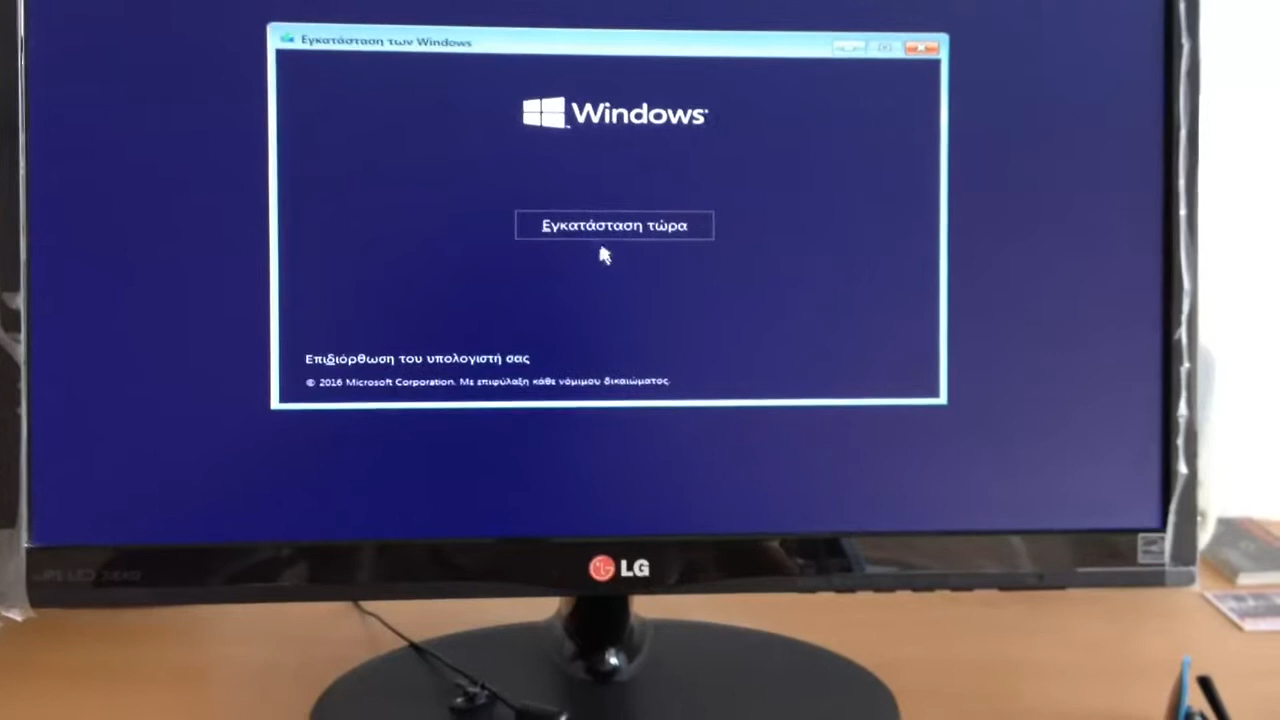 Εγκατάσταση των Windows
Windows
Εγκατάσταση τώρα
Επιδιόρθωση του υπολογιστή σας
© 2016 Microsoft Corporation. Με επιφύλαξη κάθε νόμιμου δικαιώματος.
LG